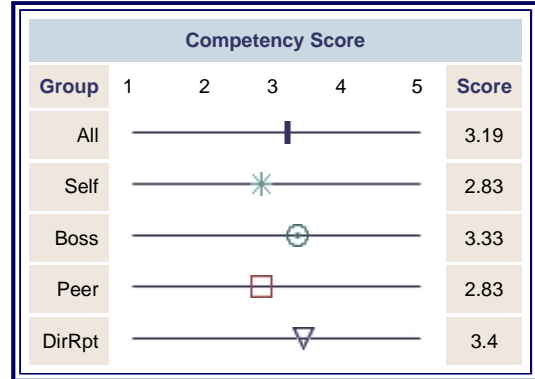 Competency Score
Group 1 2 3 4 5 Score
All 3.19
Self 2.83
Boss 3.33
Peer 2.83
DirRpt 3.4